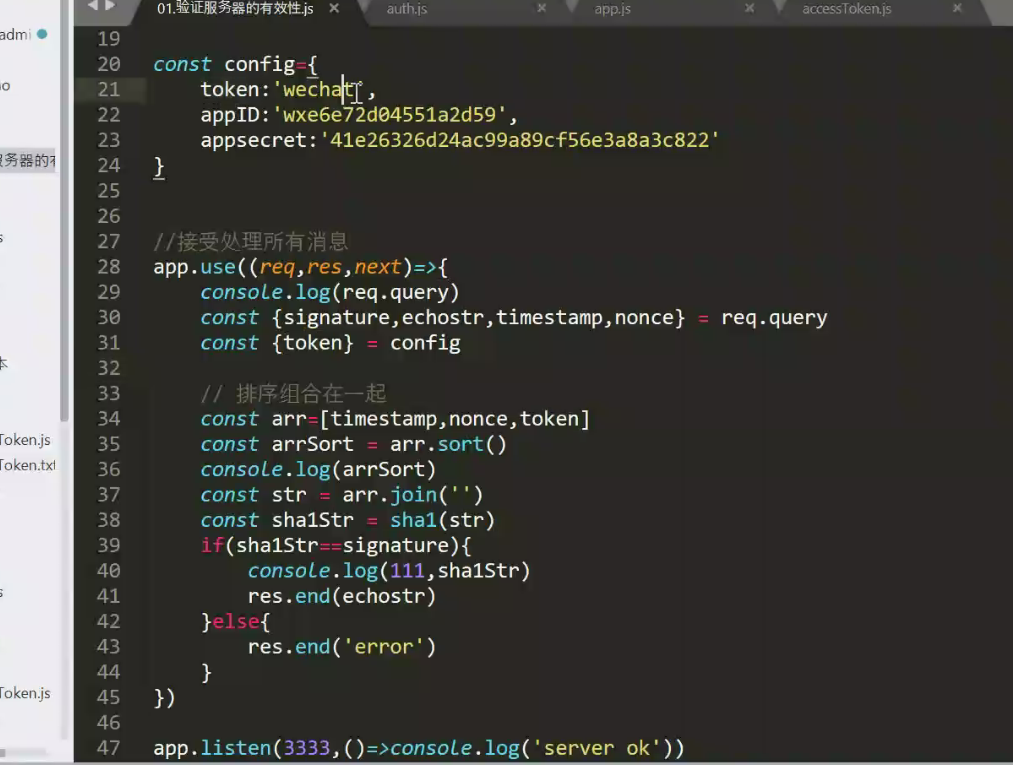 01.验证服务器的有效性.js × auth.js × app.js × accessToken.js ×
admi
服务器的有
本
Token.js
Token.txt
Token.js
19
20 const config={
21 token:'wechat',
22 appID:'wxe6e72d04551a2d59',
23 appsecret:'41e26326d24ac99a89cf56e3a8a3c822'
24 }
25
26
27 //接受处理所有消息
28 app.use((req,res,next)=>{
29 console.log(req.query)
30 const {signature,echostr,timestamp,nonce} = req.query
31 const {token} = config
32
33 // 排序组合在一起
34 const arr=[timestamp,nonce,token]
35 const arrSort = arr.sort()
36 console.log(arrSort)
37 const str = arr.join('')
38 const sha1Str = sha1(str)
39 if(sha1Str==signature){
40 console.log(111,sha1Str)
41 res.end(echostr)
42 }else{
43 res.end('error')
44 }
45 })
46
47 app.listen(3333,()=>console.log('server ok'))